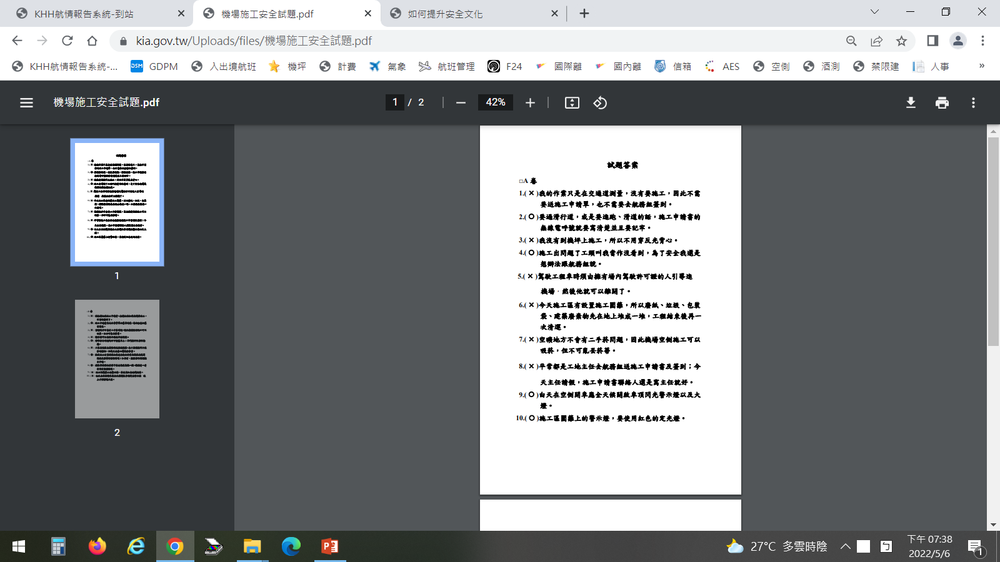 KHH航情報告系統-到站
機場施工安全試題.pdf
如何提升安全文化
kia.gov.tw/Uploads/files/機場施工安全試題.pdf
KHH航情報告系統-... GDPM 入出境航班 機坪 計費 氣象 航班管理 F24 國際離 國內離 信箱 AES 空側 酒測 禁限建 人事 »
機場施工安全試題.pdf
1 / 2
42%
1
2
試題答案
□A 卷
1.( ✕ )我的作業只是在交通道測量，沒有要施工，因此不需
要送施工申請單，也不需要去航務組簽到。
2.( 〇 )要過滑行道，或是要進跑、滑道的話，施工申請書的
無線電呼號就要寫清楚並且要記牢。
3.( ✕ )我沒有到機坪上施工，所以不用穿反光背心。
4.( 〇 )施工出問題了工頭叫我當作沒看到，為了安全我還是
想辦法跟航務組說。
5.( ✕ )駕駛工程車時須由擁有場內駕駛許可證的人引導進
機場，然後他就可以離開了。
6.( ✕ )今天施工區有設置施工圍籬，所以廢紙、垃圾、包裝
袋、建築廢棄物先在地上堆成一堆，工程結束後再一
次清運。
7.( ✕ )空曠地方不會有二手菸問題，因此機場空側施工可以
吸菸，但不可亂丟菸蒂。
8.( ✕ )平常都是工地主任去航務組送施工申請書及簽到；今
天主任請假，施工申請書聯絡人還是寫主任就好。
9.( 〇 )白天在空側開車應全天候開啟車頂閃光警示燈以及大
燈。
10.( 〇 )施工區圍籬上的警示燈，要使用紅色的定光燈。
27°C 多雲時陰
下午 07:38
2022/5/6
1